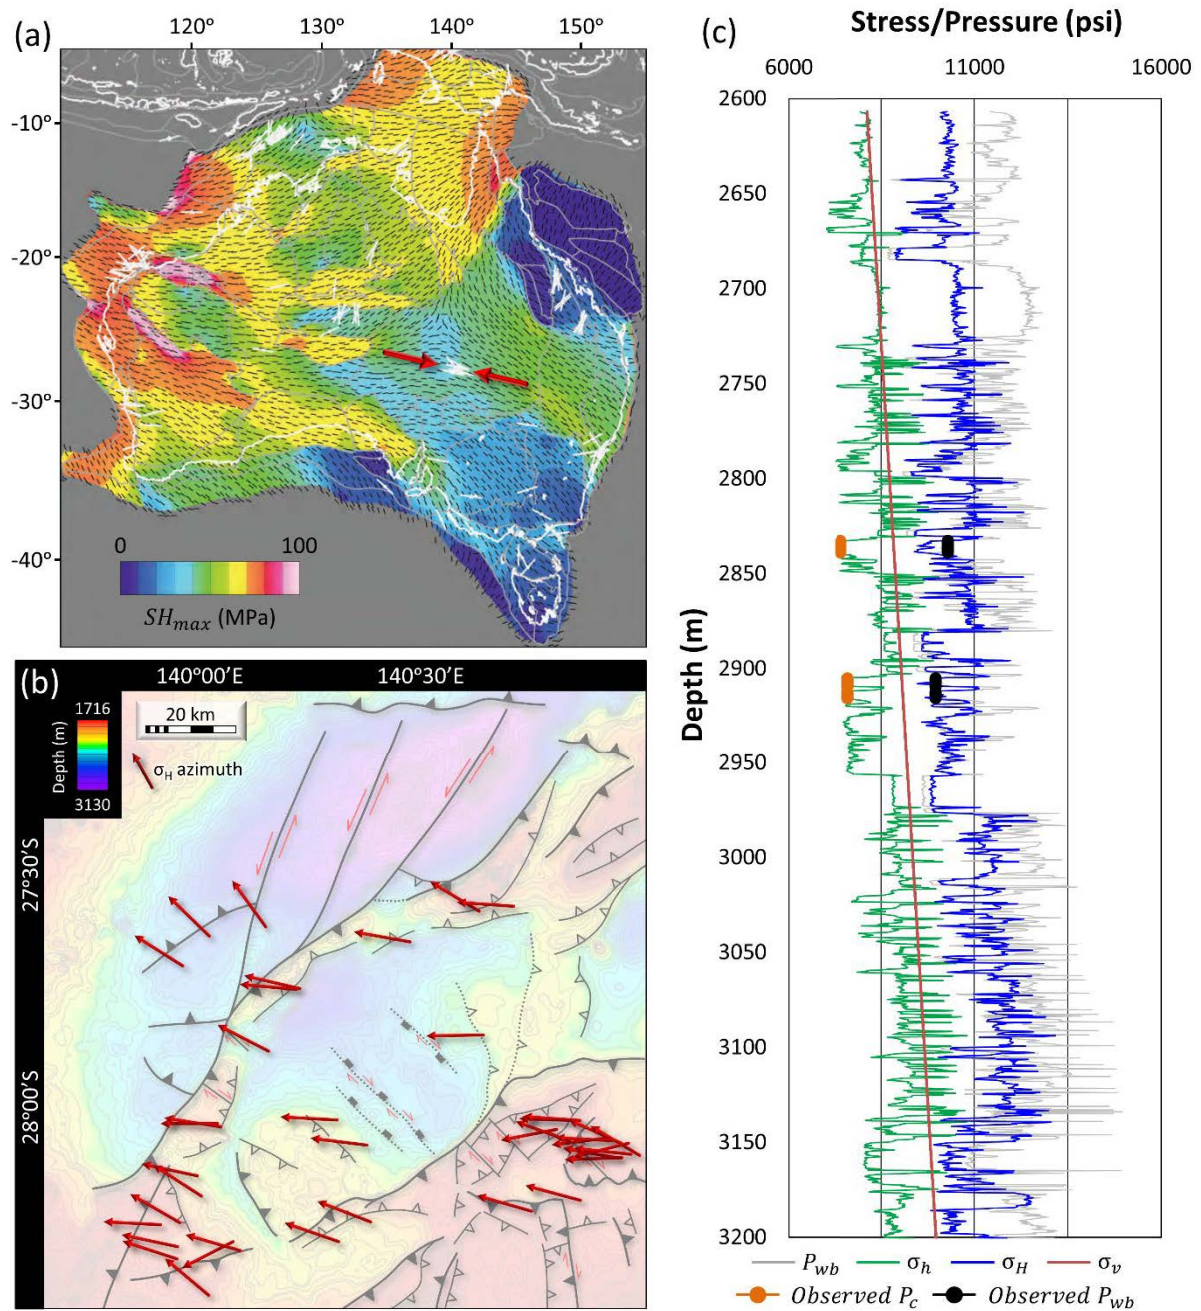 (a)
120° 130° 140° 150°
-10°
-20°
-30°
-40°
0 100
SHmax (MPa)
(b)
140°00'E 140°30'E
1716
Depth (m)
3130
20 km
σH azimuth
27°30'S
28°00'S
(c)
Stress/Pressure (psi)
6000 11000 16000
Depth (m)
2600
2650
2700
2750
2800
2850
2900
2950
3000
3050
3100
3150
3200
Pwb σh σH σv
Observed Pc Observed Pwb